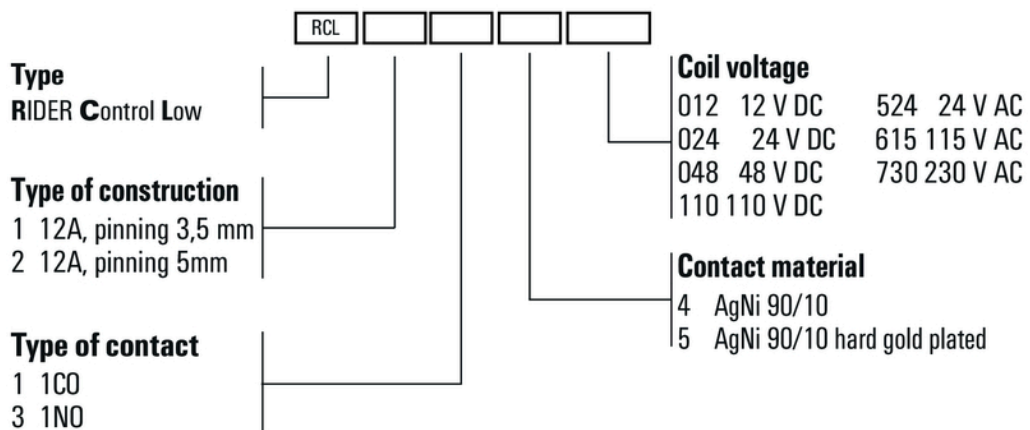 RCL
Type
RIDER Control Low
Type of construction
1 12A, pinning 3,5 mm
2 12A, pinning 5mm
Type of contact
1 1CO
3 1NO
Coil voltage
012 12 V DC 524 24 V AC
024 24 V DC 615 115 V AC
048 48 V DC 730 230 V AC
110 110 V DC
Contact material
4 AgNi 90/10
5 AgNi 90/10 hard gold plated